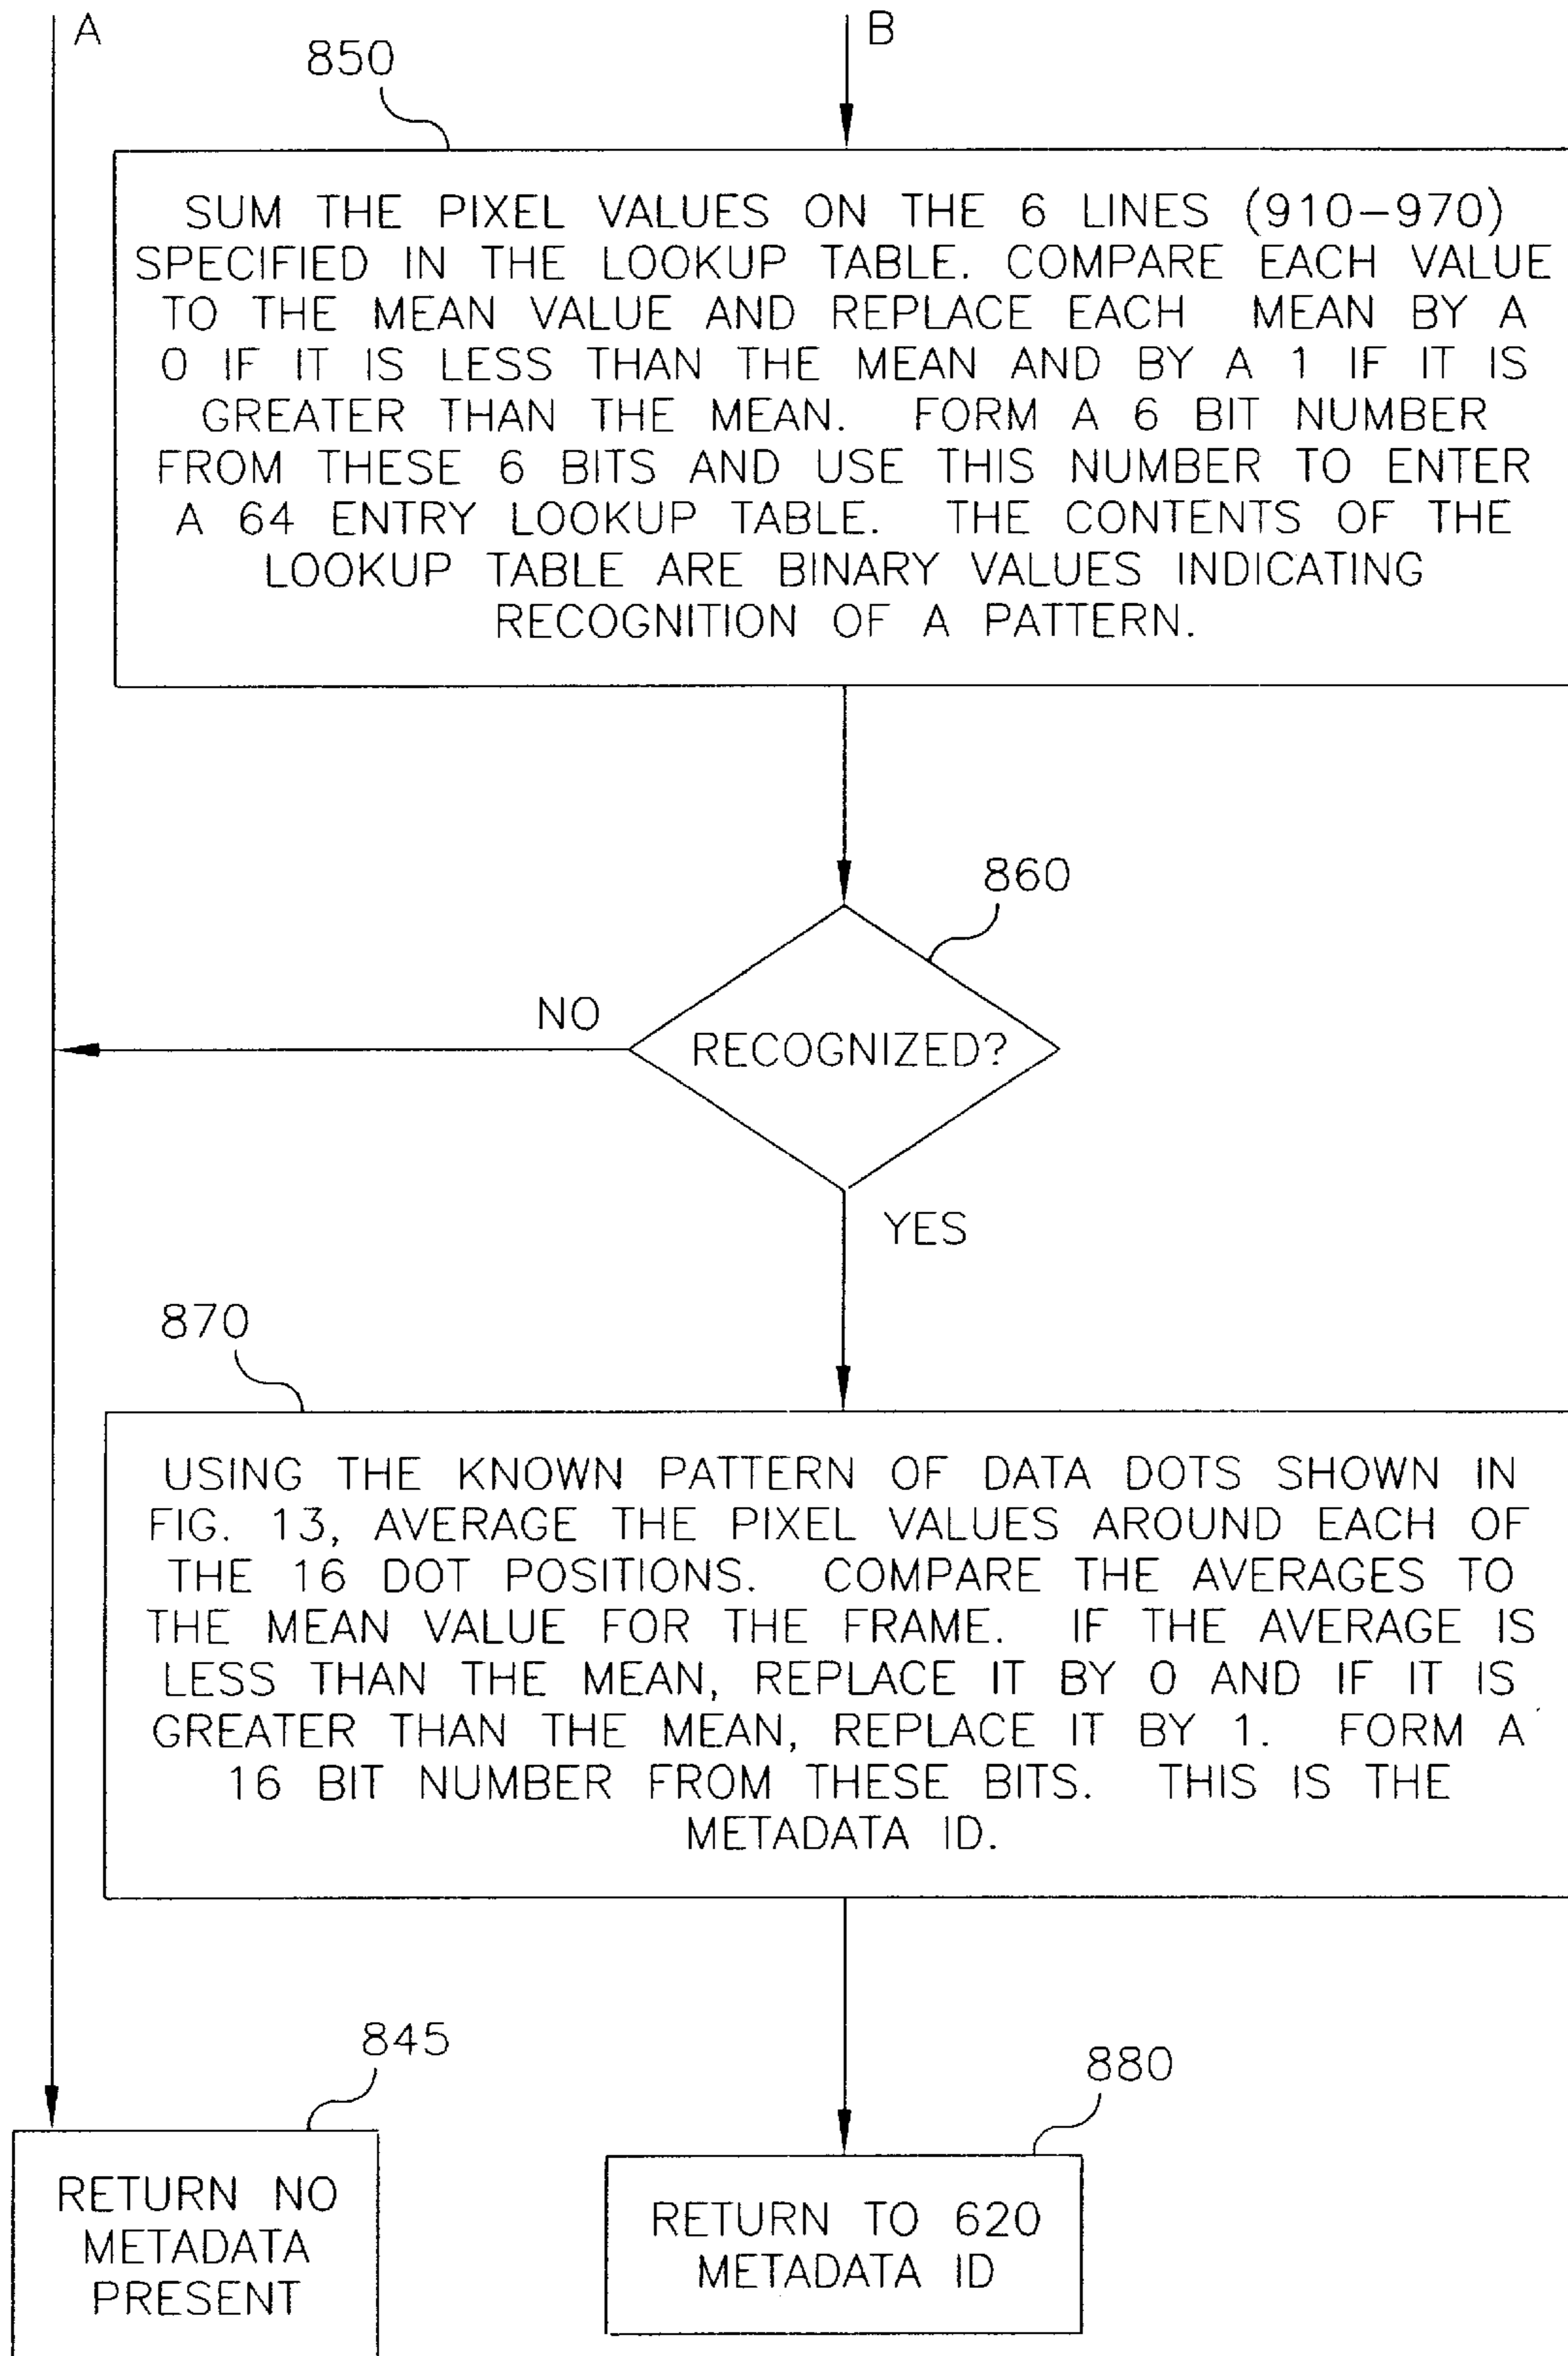 A
B
850
SUM THE PIXEL VALUES ON THE 6 LINES (910-970)
SPECIFIED IN THE LOOKUP TABLE. COMPARE EACH VALUE
TO THE MEAN VALUE AND REPLACE EACH MEAN BY A
0 IF IT IS LESS THAN THE MEAN AND BY A 1 IF IT IS
GREATER THAN THE MEAN. FORM A 6 BIT NUMBER
FROM THESE 6 BITS AND USE THIS NUMBER TO ENTER
A 64 ENTRY LOOKUP TABLE. THE CONTENTS OF THE
LOOKUP TABLE ARE BINARY VALUES INDICATING
RECOGNITION OF A PATTERN.
860
NO
RECOGNIZED?
YES
870
USING THE KNOWN PATTERN OF DATA DOTS SHOWN IN
FIG. 13, AVERAGE THE PIXEL VALUES AROUND EACH OF
THE 16 DOT POSITIONS. COMPARE THE AVERAGES TO
THE MEAN VALUE FOR THE FRAME. IF THE AVERAGE IS
LESS THAN THE MEAN, REPLACE IT BY 0 AND IF IT IS
GREATER THAN THE MEAN, REPLACE IT BY 1. FORM A
16 BIT NUMBER FROM THESE BITS. THIS IS THE
METADATA ID.
845
RETURN NO
METADATA
PRESENT
880
RETURN TO 620
METADATA ID